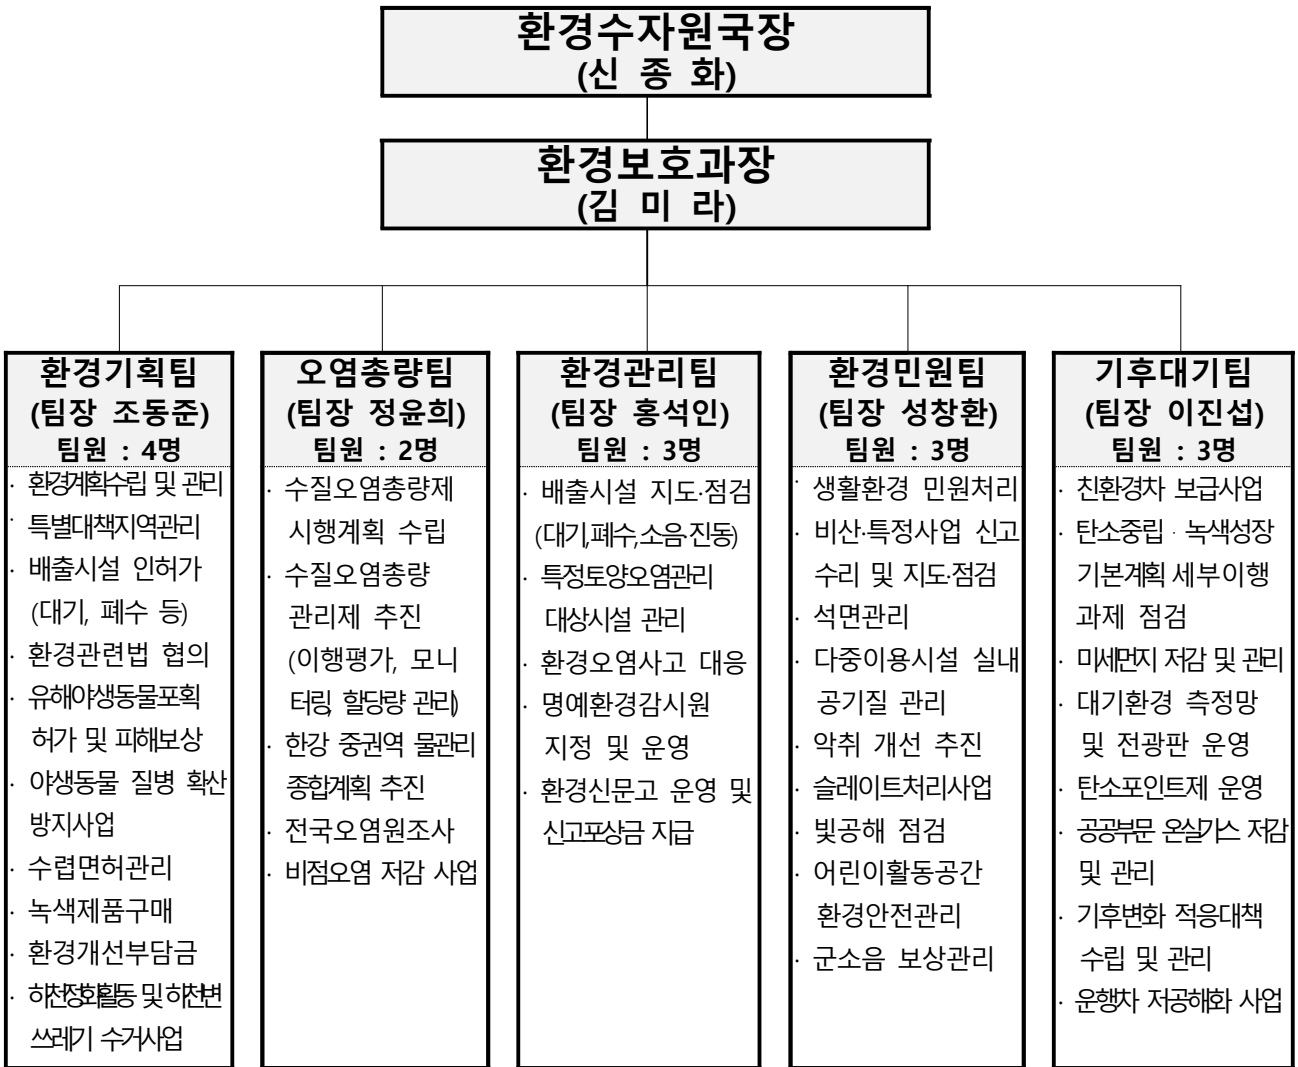 환경수자원국장
(신 종 화)
환경보호과장
(김 미 라)
환경기획팀
(팀장 조동준)
팀원 : 4명
· 환경계획수립 및 관리
· 특별대책지역관리
· 배출시설 인허가
(대기, 폐수 등)
· 환경관련법 협의
· 유해야생동물포획
허가 및 피해보상
· 야생동물 질병 확산
방지사업
· 수렵면허관리
· 녹색제품구매
· 환경개선부담금
· 하천정화활동 및 하천변
쓰레기 수거사업
오염총량팀
(팀장 정윤희)
팀원 : 2명
· 수질오염총량제
시행계획 수립
· 수질오염총량
관리제 추진
(이행평가, 모니
터링, 할당량 관리)
· 한강 중권역 물관리
종합계획 추진
· 전국오염원조사
· 비점오염 저감 사업
환경관리팀
(팀장 홍석인)
팀원 : 3명
· 배출시설 지도·점검
(대기,폐수,소음·진동)
· 특정토양오염관리
대상시설 관리
· 환경오염사고 대응
· 명예환경감시원
지정 및 운영
· 환경신문고 운영 및
신고포상금 지급
환경민원팀
(팀장 성창환)
팀원 : 3명
· 생활환경 민원처리
· 비산·특정사업 신고
수리 및 지도·점검
· 석면관리
· 다중이용시설 실내
공기질 관리
· 악취 개선 추진
· 슬레이트처리사업
· 빛공해 점검
· 어린이활동공간
환경안전관리
· 군소음 보상관리
기후대기팀
(팀장 이진섭)
팀원 : 3명
· 친환경차 보급사업
· 탄소중립 · 녹색성장
기본계획 세부이행
과제 점검
· 미세먼지 저감 및 관리
· 대기환경 측정망
및 전광판 운영
· 탄소포인트제 운영
· 공공부문 온실가스 저감
및 관리
· 기후변화 적응대책
수립 및 관리
· 운행차 저공해화 사업